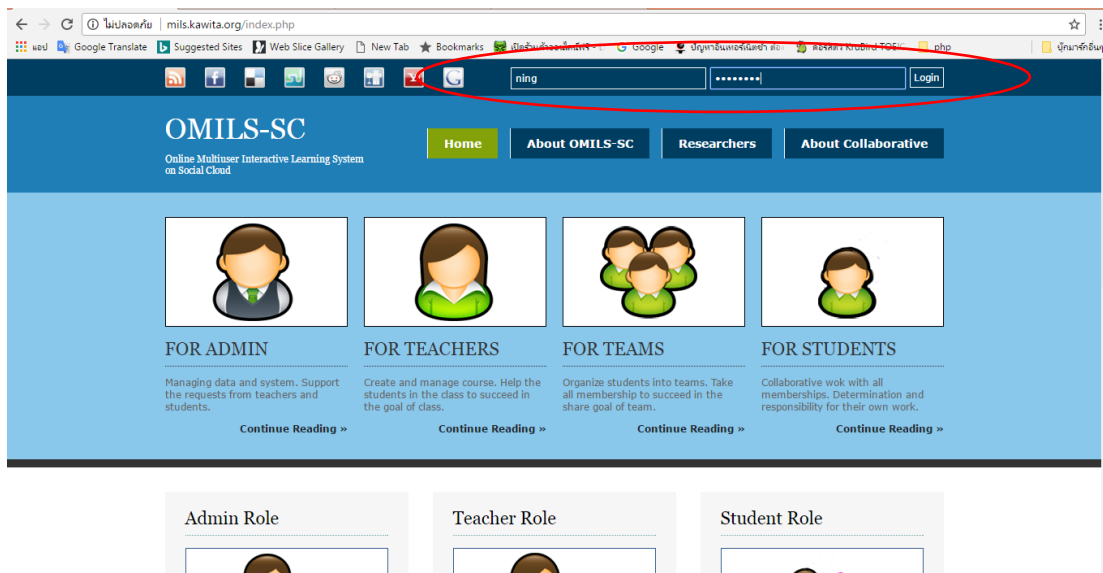 ไม่ปลอดภัย | mils.kawita.org/index.php
แอป Google Translate Suggested Sites Web Slice Gallery New Tab Bookmarks Google php
ning •••••••• Login
OMILS-SC
Online Multiuser Interactive Learning System
on Social Cloud
Home About OMILS-SC Researchers About Collaborative
FOR ADMIN
Managing data and system. Support
the requests from teachers and
students.
Continue Reading »
FOR TEACHERS
Create and manage course. Help the
students in the class to succeed in
the goal of class.
Continue Reading »
FOR TEAMS
Organize students into teams. Take
all membership to succeed in the
share goal of team.
Continue Reading »
FOR STUDENTS
Collaborative wok with all
memberships. Determination and
responsibility for their own work.
Continue Reading »
Admin Role Teacher Role Student Role